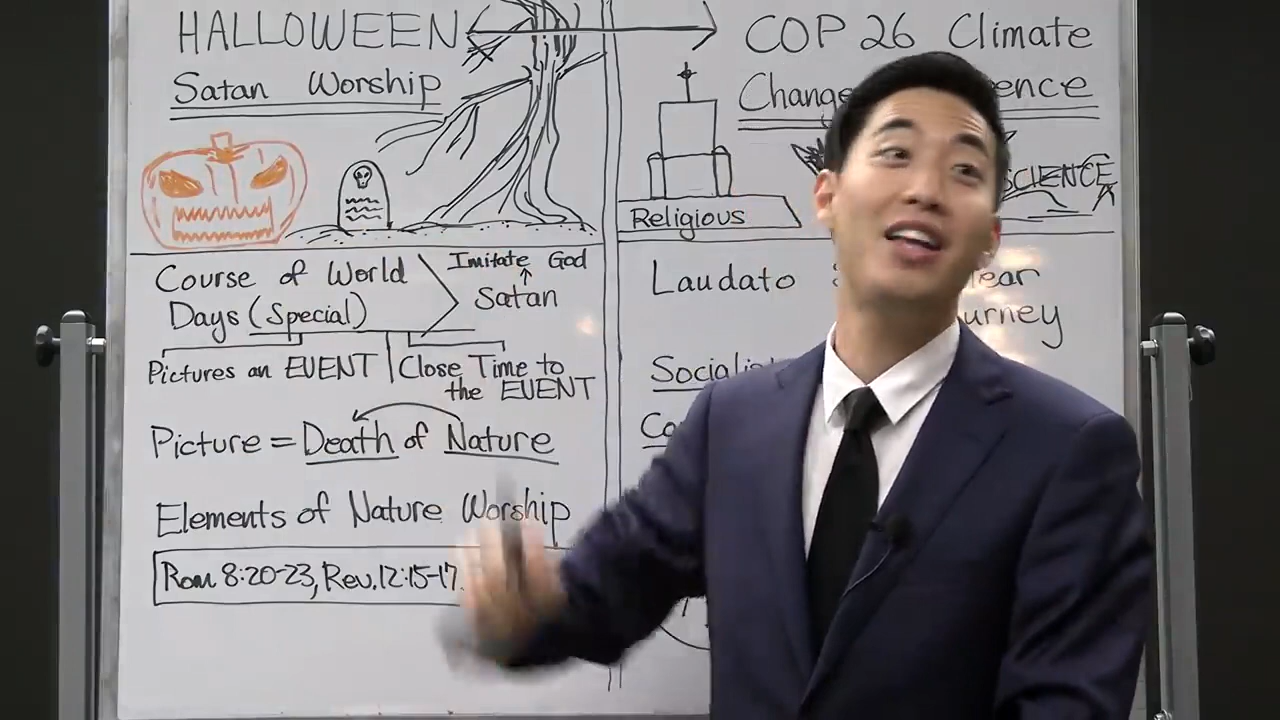 HALLOWEEN
Satan Worship
Course of World
Days (Special)
Imitate God
Satan
Pictures an EVENT
Close Time to
the EVENT
Picture = Death of Nature
Elements of Nature Worship
Rom 8:20-23, Rev. 12:15-17
COP 26 Climate
Change
Religious
SCIENCE
Laudato
Socialis